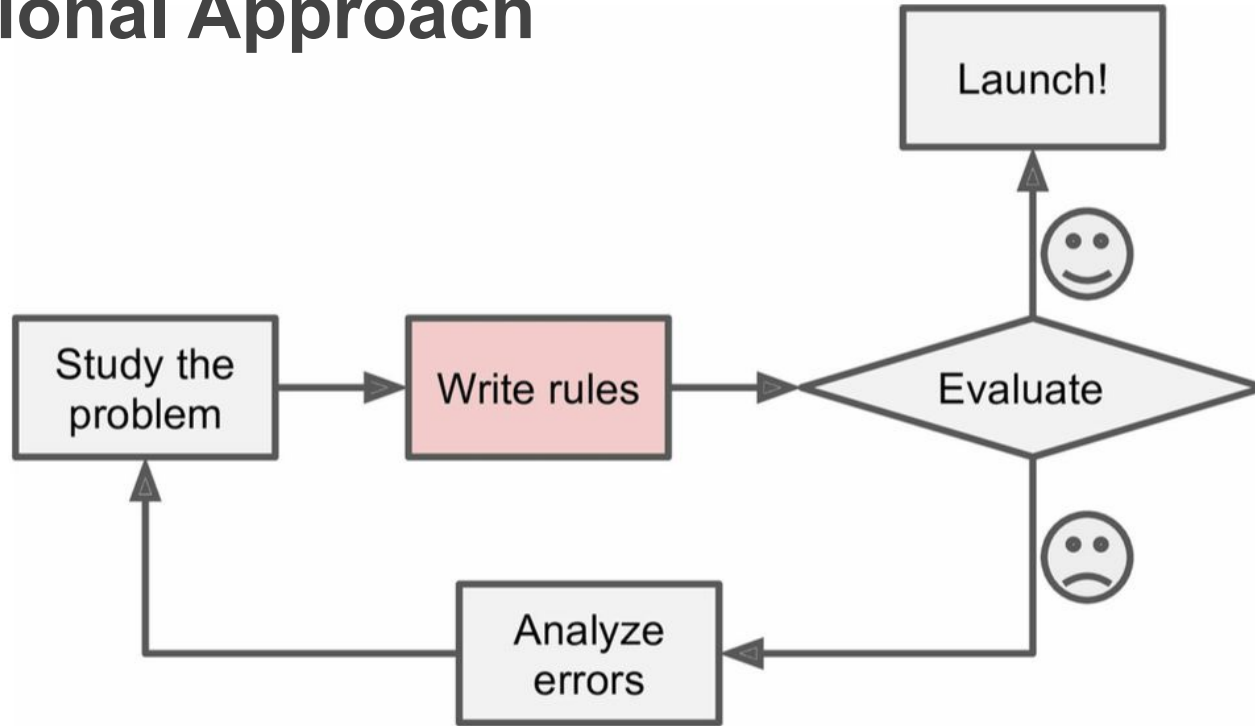 ional Approach
Launch!
Study the
problem
Write rules
Evaluate
Analyze
errors